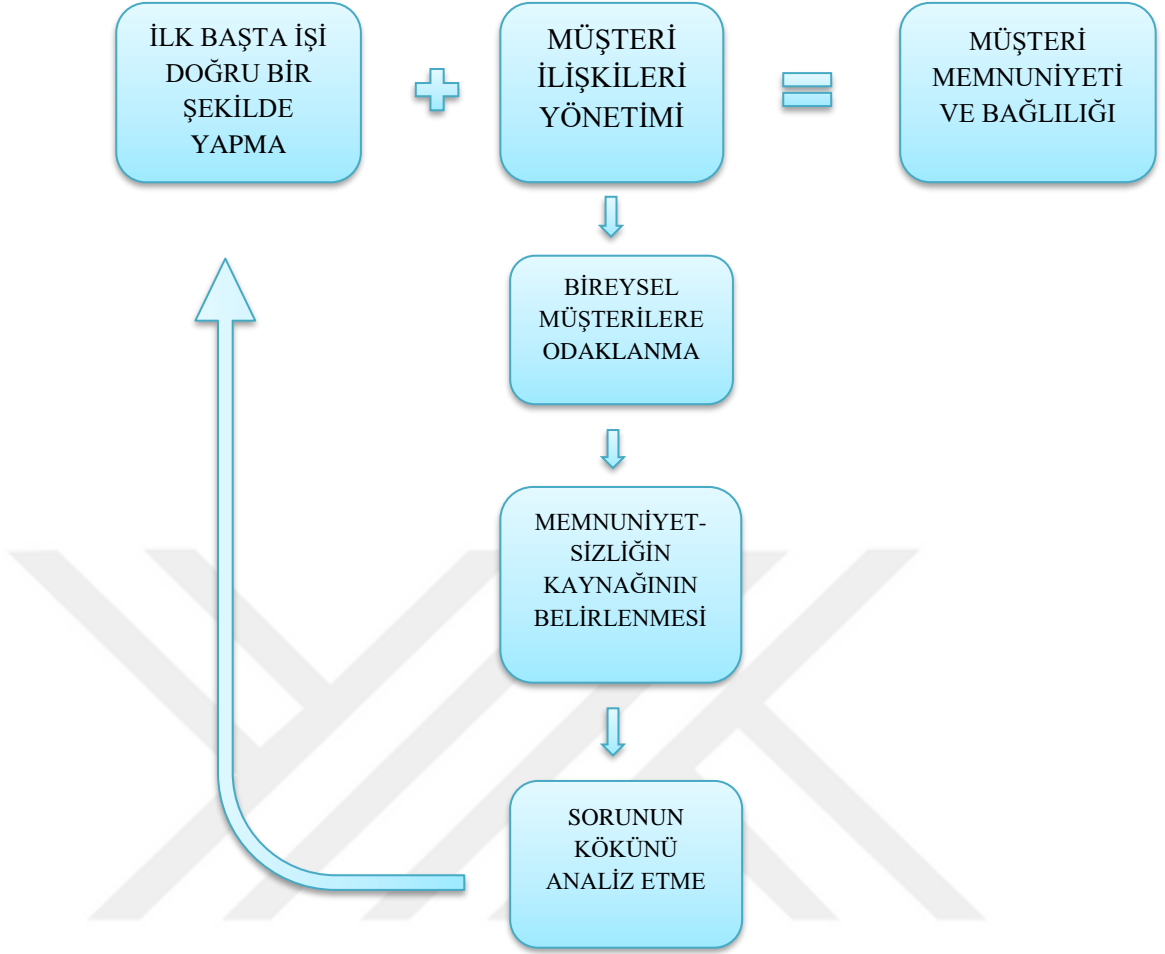 İLK BAŞTA İŞİ
DOĞRU BİR
ŞEKİLDE
YAPMA
MÜŞTERİ
İLİŞKİLERİ
YÖNETİMİ
MÜŞTERİ
MEMNUNİYETİ
VE BAĞLILIĞI
BİREYSEL
MÜŞTERİLERE
ODAKLANMA
MEMNUNİYET-
SİZLİĞİN
KAYNAĞININ
BELİRLENMESİ
SORUNUN
KÖKÜNÜ
ANALİZ ETME